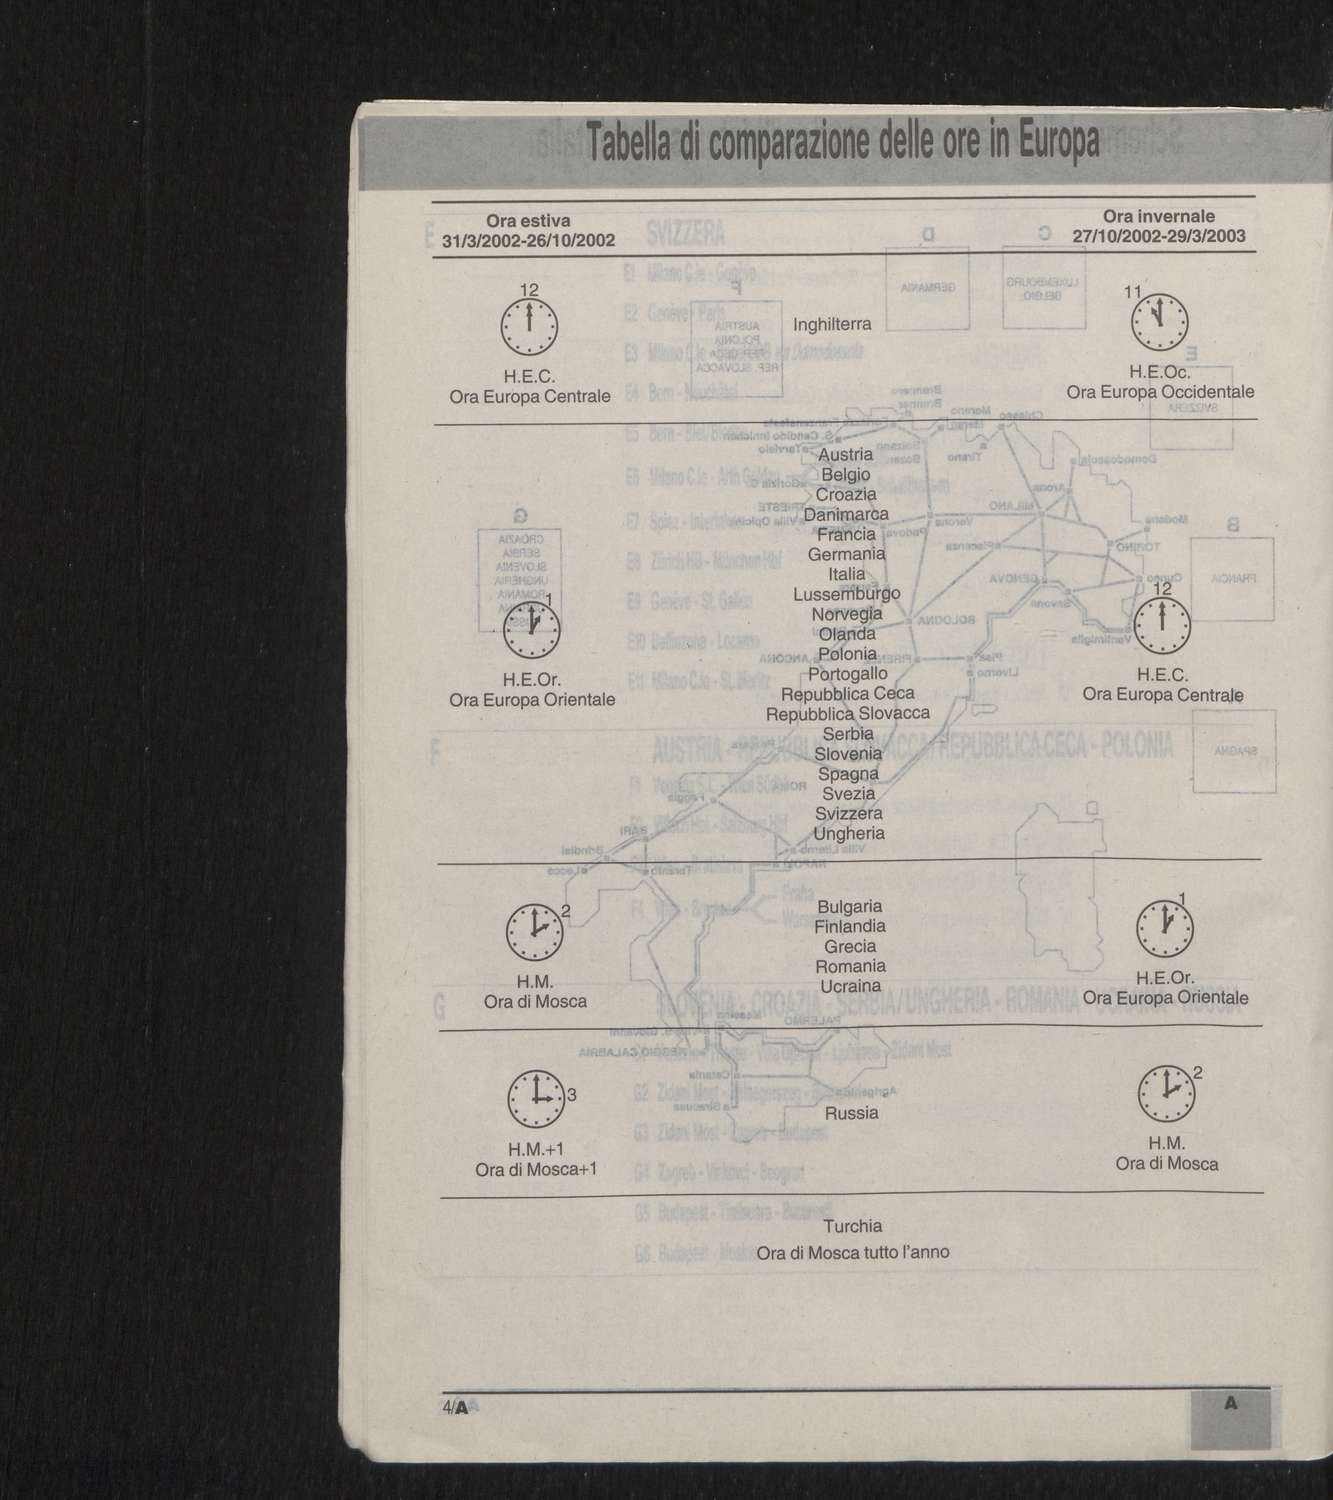 Tabella di comparazione delle ore in Europa
Ora estiva
31/3/2002-26/10/2002
Ora invernale
27/10/2002-29/3/2003
12
H.E.C.
Ora Europa Centrale
Inghilterra
11
H.E.Oc.
Ora Europa Occidentale
1
H.E.Or.
Ora Europa Orientale
Austria
Belgio
Croazia
Danimarca
Francia
Germania
Italia
Lussemburgo
Norvegia
Olanda
Polonia
Portogallo
Repubblica Ceca
Repubblica Slovacca
Serbia
Slovenia
Spagna
Svezia
Svizzera
Ungheria
12
H.E.C.
Ora Europa Centrale
2
H.M.
Ora di Mosca
Bulgaria
Finlandia
Grecia
Romania
Ucraina
1
H.E.Or.
Ora Europa Orientale
3
H.M.+1
Ora di Mosca+1
Russia
2
H.M.
Ora di Mosca
Turchia
Ora di Mosca tutto l'anno
4/A
A